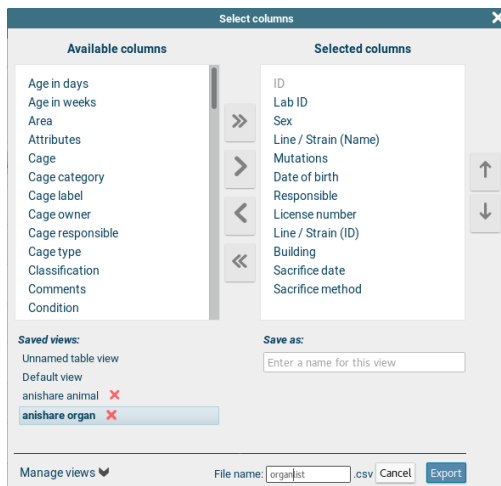 Select columns
Available columns
Age in days
Age in weeks
Area
Attributes
Cage
Cage category
Cage label
Cage owner
Cage responsible
Cage type
Classification
Comments
Condition
Selected columns
ID
Lab ID
Sex
Line / Strain (Name)
Mutations
Date of birth
Responsible
License number
Line / Strain (ID)
Building
Sacrifice date
Sacrifice method
Saved views:
Unnamed table view
Default view
anishare animal
anishare organ
Save as:
Enter a name for this view
Manage views
File name: organlist .csv Cancel Export